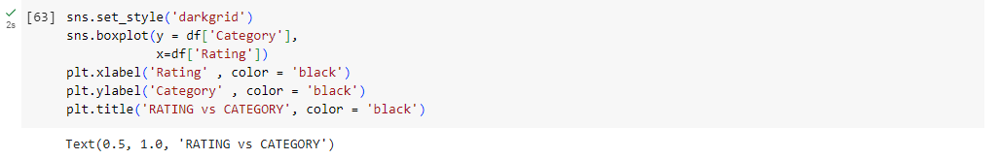 [63] sns.set_style('darkgrid')
sns.boxplot(y = df['Category'],
x=df['Rating'])
plt.xlabel('Rating' , color = 'black')
plt.ylabel('Category' , color = 'black')
plt.title('RATING vs CATEGORY', color = 'black')
2s
Text(0.5, 1.0, 'RATING vs CATEGORY')